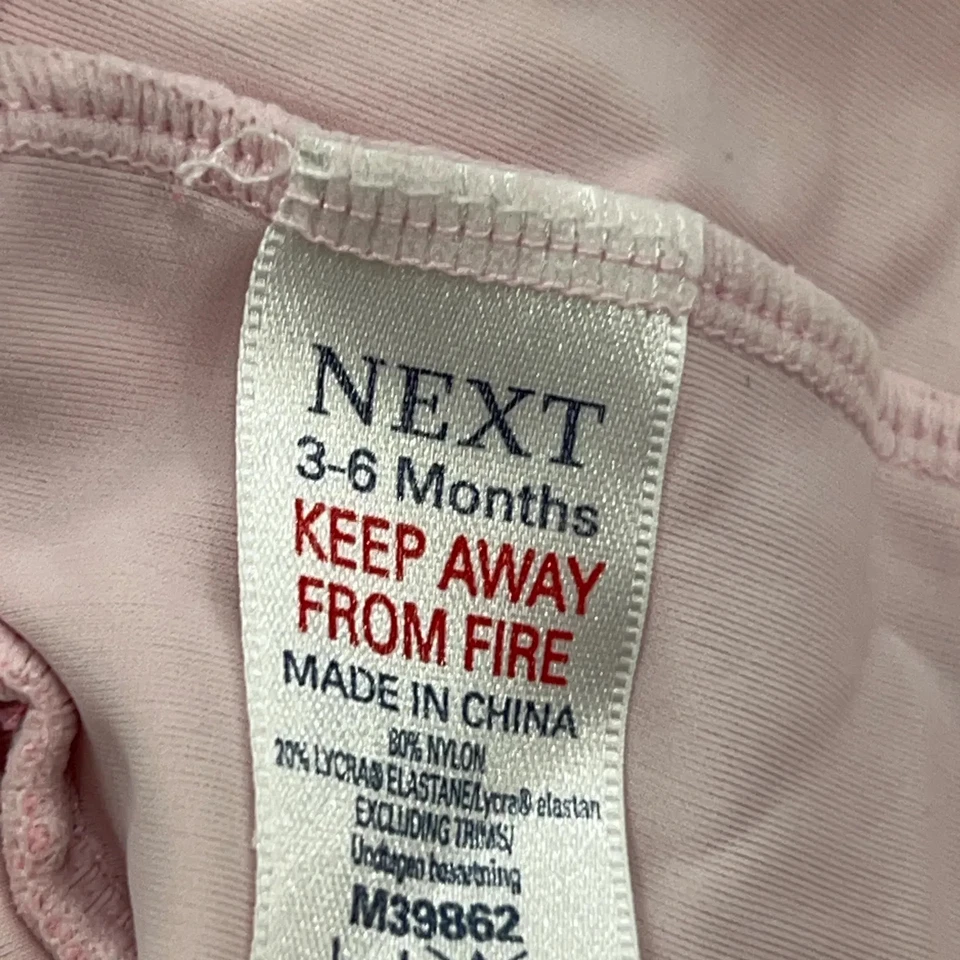 NEXT
3-6 Months
KEEP AWAY
FROM FIRE
MADE IN CHINA
80% NYLON
20% LYCRA® ELASTANE/Lycra® elastan
EXCLUDING TRIMS/
Undtagen besætning
M39862